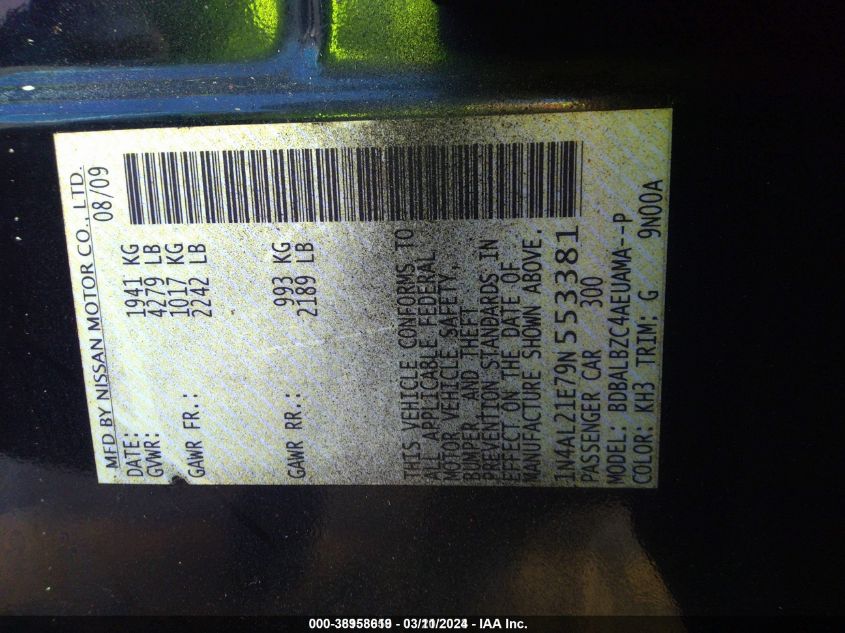 MFD BY NISSAN MOTOR CO., LTD.
DATE: 08/09
GVWR: 1941 KG
4279 LB
GAWR FR.: 1017 KG
2242 LB
GAWR RR.: 993 KG
2189 LB
THIS VEHICLE CONFORMS TO
ALL APPLICABLE FEDERAL
MOTOR VEHICLE SAFETY,
BUMPER AND THEFT
PREVENTION STANDARDS IN
EFFECT ON THE DATE OF
MANUFACTURE SHOWN ABOVE.
1N4AL21E79N553381
PASSENGER CAR 300
MODEL: BDBALBZC4AEUAMA--P
COLOR: KH3 TRIM: G 9N00A
- IAA Inc.